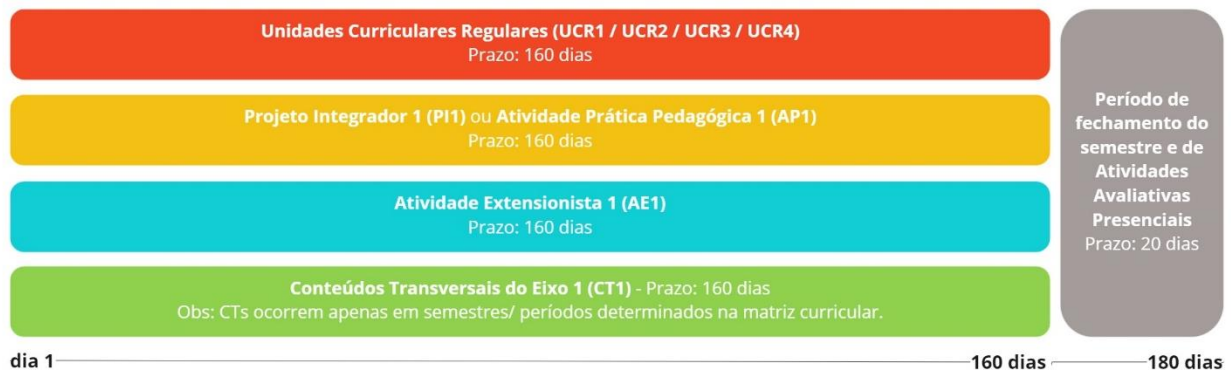 Unidades Curriculares Regulares (UCR1 / UCR2 / UCR3 / UCR4)
Prazo: 160 dias
Projeto Integrador 1 (PI1) ou Atividade Prática Pedagógica 1 (AP1)
Prazo: 160 dias
Atividade Extensionista 1 (AE1)
Prazo: 160 dias
Conteúdos Transversais do Eixo 1 (CT1) - Prazo: 160 dias
Obs: CTs ocorrem apenas em semestres/ períodos determinados na matriz curricular.
Período de
fechamento do
semestre e de
Atividades
Avaliativas
Presenciais
Prazo: 20 dias
dia 1
160 dias
180 dias